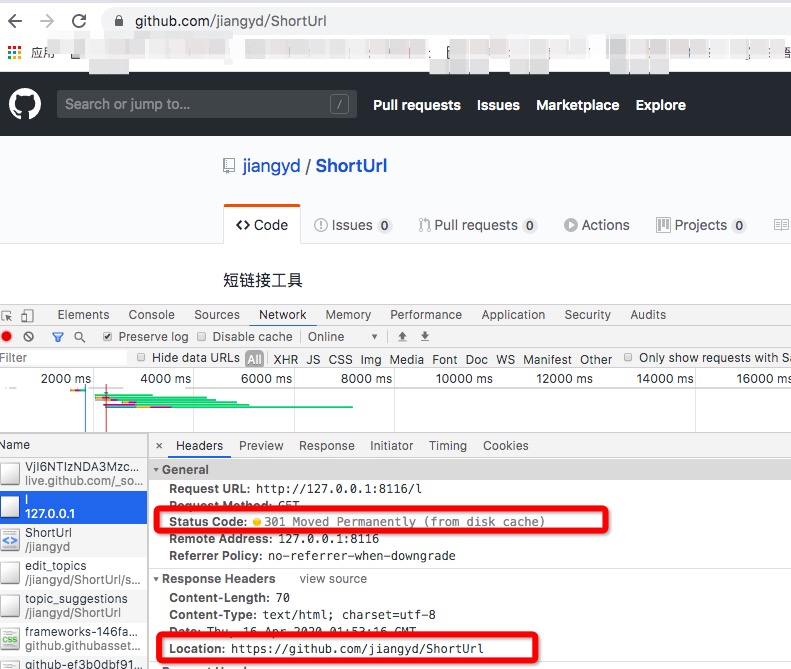 github.com/jiangyd/ShortUrl
应用
Search or jump to... /
Pull requests Issues Marketplace Explore
jiangyd / ShortUrl
Code Issues 0 Pull requests 0 Actions Projects 0
短链接工具
Elements Console Sources Network Memory Performance Application Security Audits
Preserve log Disable cache Online
Filter Hide data URLs All XHR JS CSS Img Media Font Doc WS Manifest Other Only show requests with Sa
2000 ms 4000 ms 6000 ms 8000 ms 10000 ms 12000 ms 14000 ms 16000 ms
Name × Headers Preview Response Initiator Timing Cookies
General
VjI6NTIzNDA3Mzc...
live.github.com/_so...
Request URL: http://127.0.0.1:8116/l
l
127.0.0.1
Request Method: GET
Status Code: 301 Moved Permanently (from disk cache)
Remote Address: 127.0.0.1:8116
ShortUrl
/jiangyd
Referrer Policy: no-referrer-when-downgrade
edit_topics
/jiangyd/ShortUrl/s...
Response Headers view source
Content-Length: 70
topic_suggestions
/jiangyd/ShortUrl
Content-Type: text/html; charset=utf-8
Date: Thu, 16 Apr 2020 01:53:16 GMT
frameworks-146fa...
github.githubasset...
Location: https://github.com/jiangyd/ShortUrl
github-ef3b0dbf91...